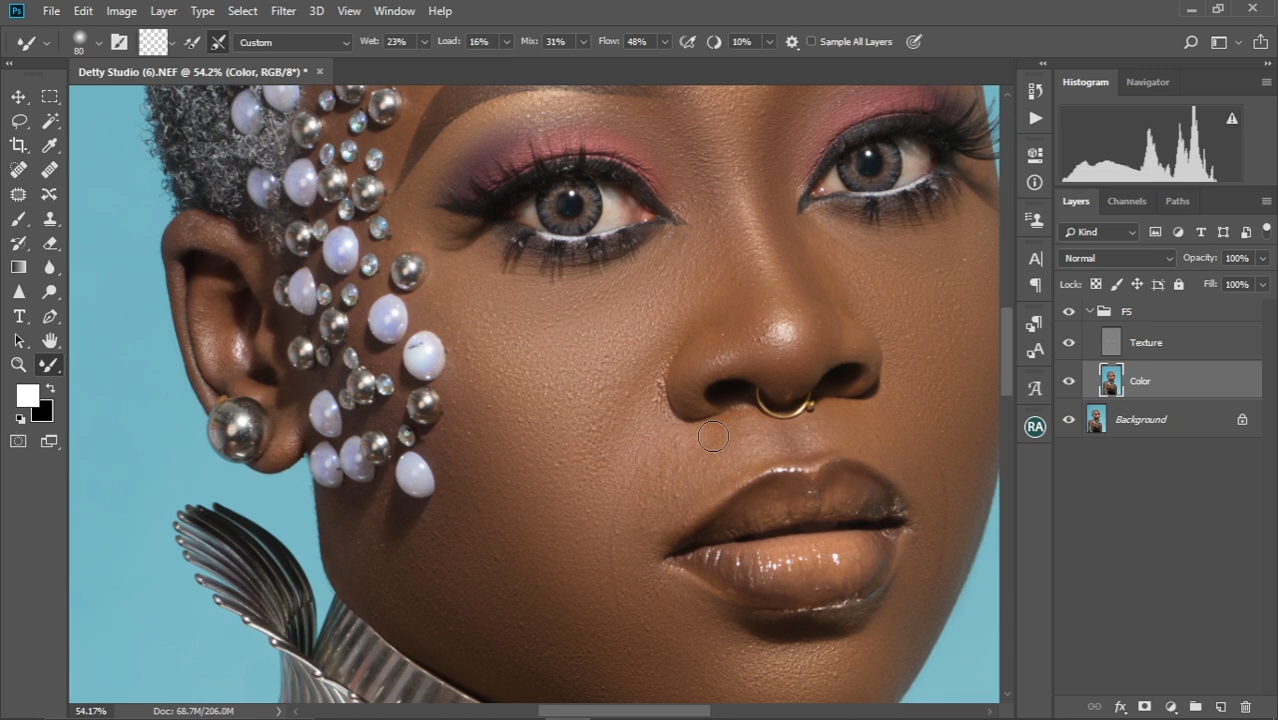 Ps File Edit Image Layer Type Select Filter 3D View Window Help
80 Custom Wet: 23% Load: 16% Mix: 31% Flow: 48% 10% Sample All Layers
Detty Studio (6).NEF @ 54.2% (Color, RGB/8*) * ×
Histogram Navigator
Layers Channels Paths
Kind
Normal Opacity: 100%
Lock: Fill: 100%
FS
Texture
Color
Background
RA
54.17% Doc: 68.7M/206.0M